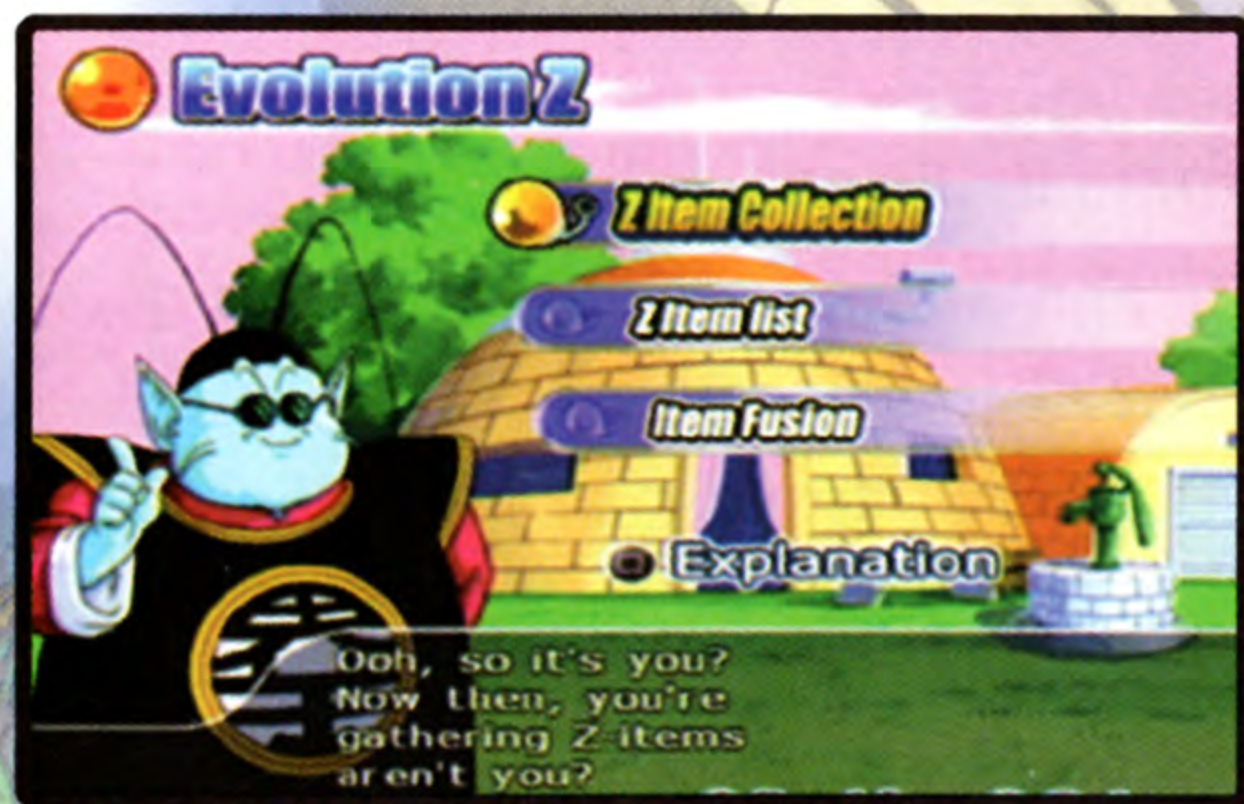 Evolution Z
Z Item Collection
Z Item list
Item Fusion
Explanation
Ooh, so it's you?
Now then, you're
gathering Z-items
aren't you?